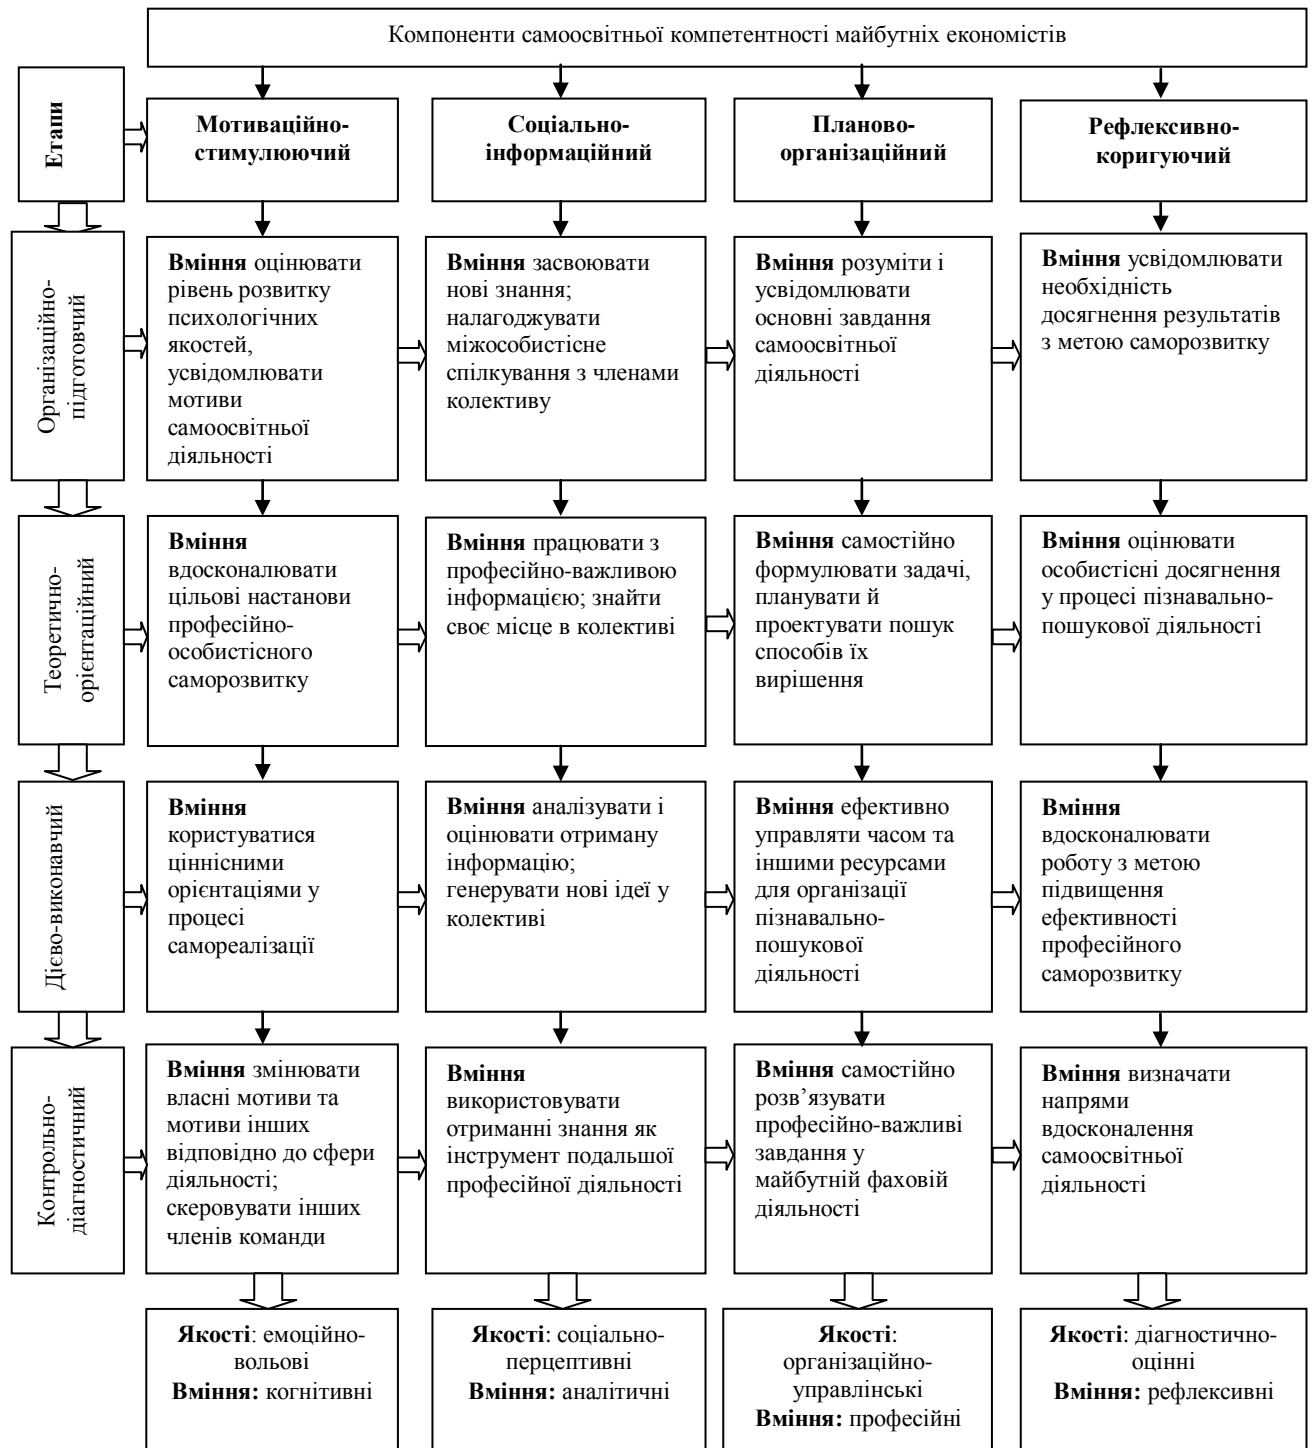 Компоненти самоосвітньої компетентності майбутніх економістів
Етапи
Мотиваційно-
стимулюючий
Соціально-
інформаційний
Планово-
організаційний
Рефлексивно-
коригуючий
Організаційно-
підготовчий
Вміння оцінювати
рівень розвитку
психологічних
якостей,
усвідомлювати
мотиви
самоосвітньої
діяльності
Вміння засвоювати
нові знання;
налагоджувати
міжособистісне
спілкування з членами
колективу
Вміння розуміти і
усвідомлювати
основні завдання
самоосвітньої
діяльності
Вміння усвідомлювати
необхідність
досягнення результатів
з метою саморозвитку
Теоретично-
орієнтаційний
Вміння
вдосконалювати
цільові настанови
професійно-
особистісного
саморозвитку
Вміння працювати з
професійно-важливою
інформацією; знайти
своє місце в колективі
Вміння самостійно
формулювати задачі,
планувати й
проектувати пошук
способів їх
вирішення
Вміння оцінювати
особистісні досягнення
у процесі пізнавально-
пошукової діяльності
Дієво-виконавчий
Вміння
користуватися
ціннісними
орієнтаціями у
процесі
самореалізації
Вміння аналізувати і
оцінювати отриману
інформацію;
генерувати нові ідеї у
колективі
Вміння ефективно
управляти часом та
іншими ресурсами
для організації
пізнавально-
пошукової
діяльності
Вміння
вдосконалювати
роботу з метою
підвищення
ефективності
професійного
саморозвитку
Контрольно-
діагностичний
Вміння змінювати
власні мотиви та
мотиви інших
відповідно до сфери
діяльності;
скеровувати інших
членів команди
Вміння
використовувати
отриманні знання як
інструмент подальшої
професійної діяльності
Вміння самостійно
розв’язувати
професійно-важливі
завдання у
майбутній фаховій
діяльності
Вміння визначати
напрями
вдосконалення
самоосвітньої
діяльності
Якості: емоційно-
вольові
Вміння: когнітивні
Якості: соціально-
перцептивні
Вміння: аналітичні
Якості:
організаційно-
управлінські
Вміння: професійні
Якості: діагностично-
оцінні
Вміння: рефлексивні